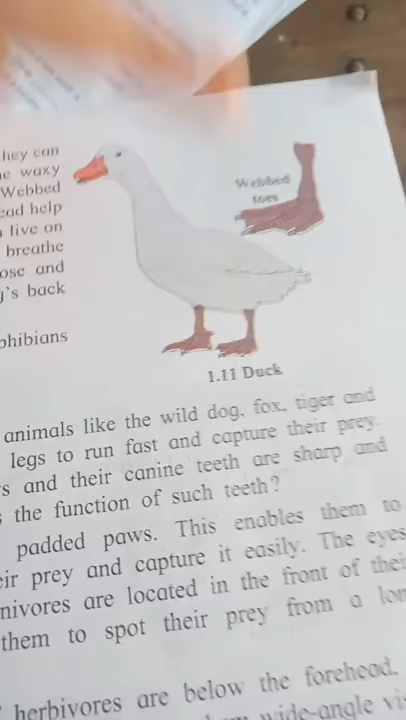 hey can
waxy
Webbed
help
live on
breathe
ose and
's back
phibians
Webbed
toes
1.11 Duck
animals like the wild dog, fox, tiger and
legs to run fast and capture their prey.
s and their canine teeth are sharp and
the function of such teeth?
padded paws. This enables them to
eir prey and capture it easily. The eyes
nivores are located in the front of thei
them to spot their prey from a lon
herbivores are below the forehead,
wide-angle vis